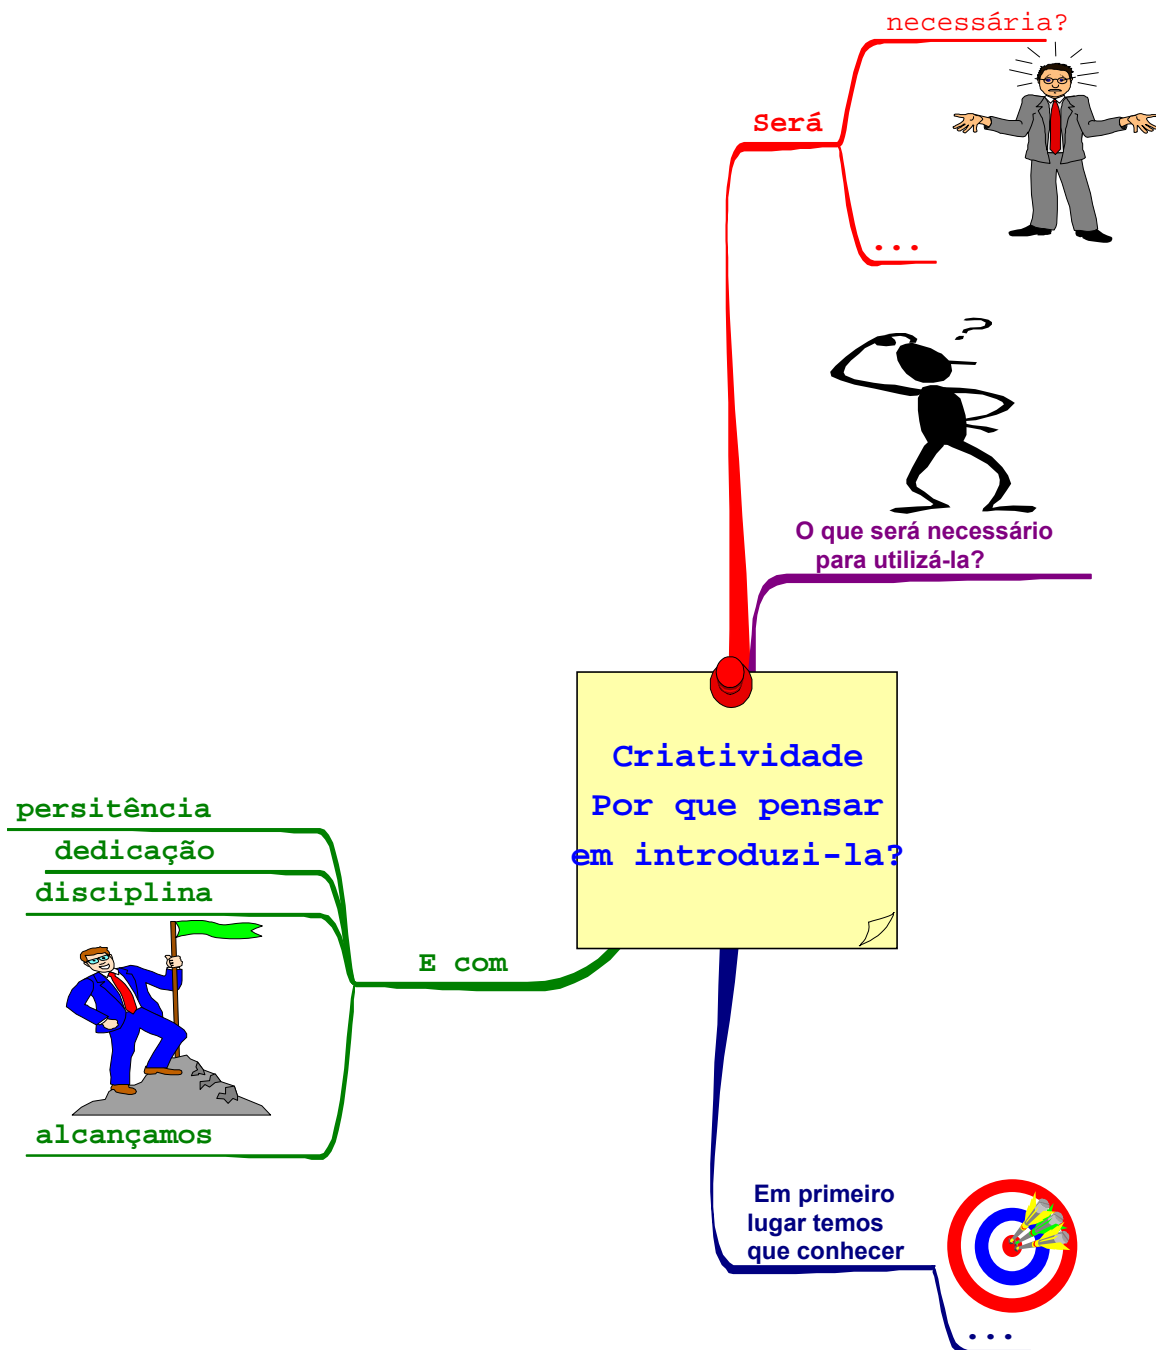 necessária?
Será
...
?
O que será necessário
para utilizá-la?
Criatividade
Por que pensar
em introduzi-la?
persitência
dedicação
disciplina
E com
alcançamos
Em primeiro
lugar temos
que conhecer
...